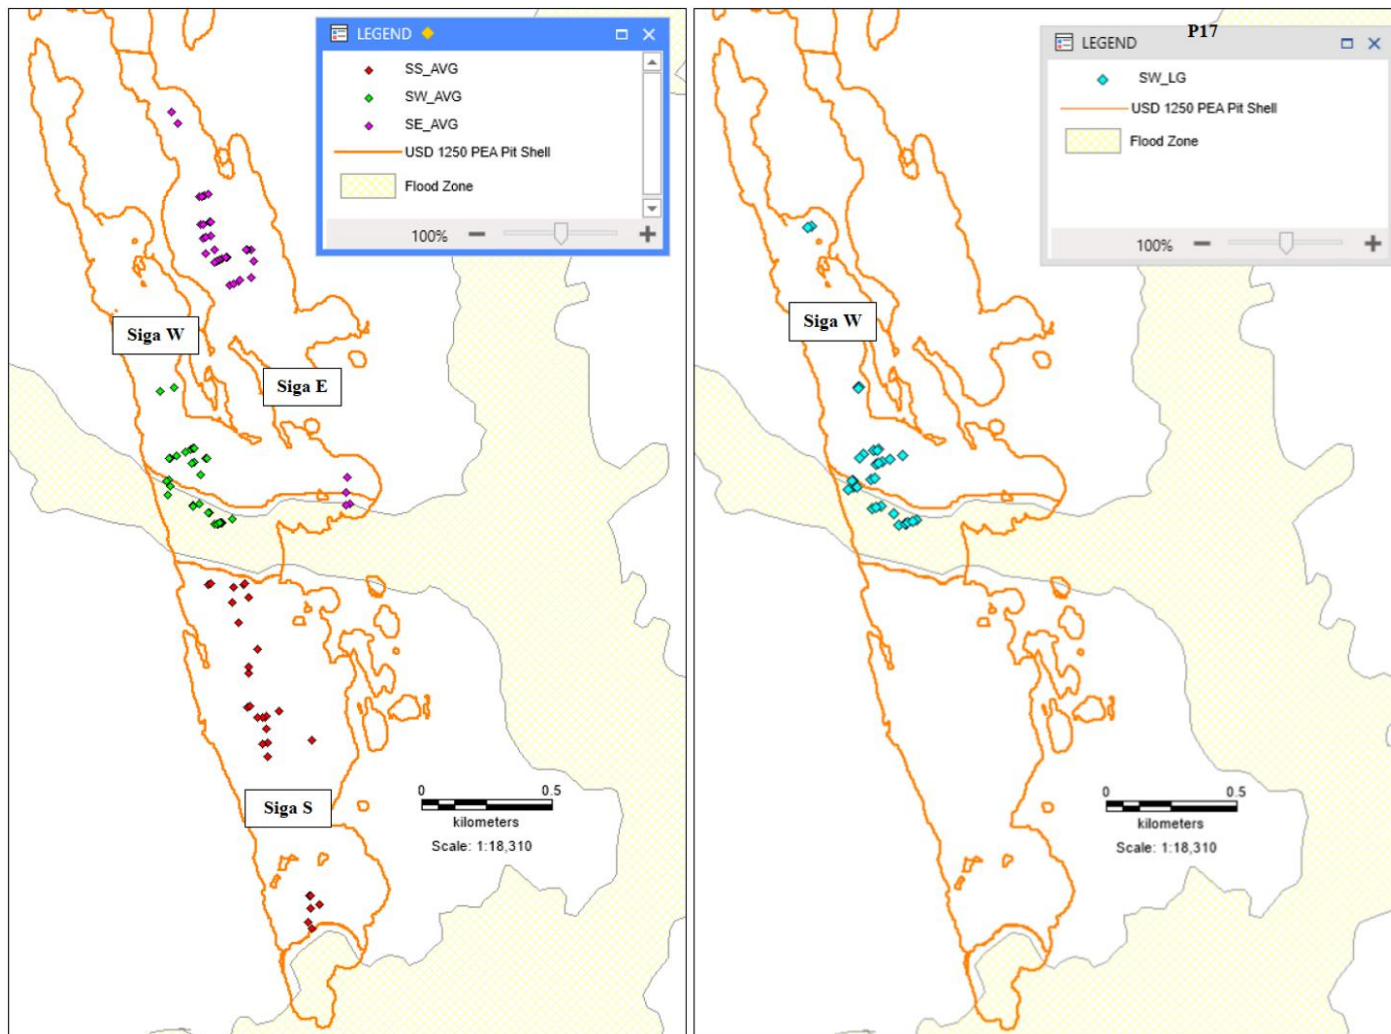 LEGEND
SS_AVG
SW_AVG
SE_AVG
USD 1250 PEA Pit Shell
Flood Zone
100%
Siga W
Siga E
Siga S
0 0.5
kilometers
Scale: 1:18,310
P17
LEGEND
SW_LG
USD 1250 PEA Pit Shell
Flood Zone
100%
Siga W
0 0.5
kilometers
Scale: 1:18,310